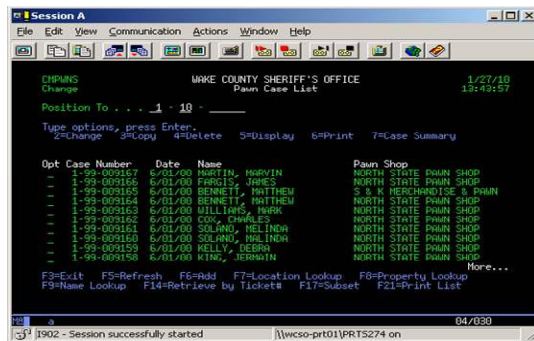 Session A
File Edit View Communication Actions Window Help
CMPWNS WAKE COUNTY SHERIFF'S OFFICE 1/27/10
Change Pawn Case List 13:43:57
Position To . . . 1 - 10 -
Type options, press Enter.
2=Change 3=Copy 4=Delete 5=Display 6=Print 7=Case Summary
Opt Case Number Date Name Pawn Shop
1-99-009167 6/01/00 MARTIN, MARVIN NORTH STATE PAWN SHOP
1-99-009166 6/01/00 FARGIS, JAMES NORTH STATE PAWN SHOP
1-99-009165 6/01/00 BENNETT, MATTHEW S & K MERCHANDISE & PAWN
1-99-009164 6/01/00 BENNETT, MATTHEW NORTH STATE PAWN SHOP
1-99-009163 6/01/00 WILLIAMS, MARK NORTH STATE PAWN SHOP
1-99-009162 6/01/00 COX, CHARLES NORTH STATE PAWN SHOP
1-99-009161 6/01/00 SOLANO, MELINDA NORTH STATE PAWN SHOP
1-99-009160 6/01/00 SOLANO, MALINDA NORTH STATE PAWN SHOP
1-99-009159 6/01/00 KELLY, DEBRA NORTH STATE PAWN SHOP
1-99-009158 6/01/00 KING, JERMAIN NORTH STATE PAWN SHOP
More...
F3=Exit F5=Refresh F6=Add F7=Location Lookup F8=Property Lookup
F9=Name Lookup F14=Retrieve by Ticket# F17=Subset F21=Print List
a 04/030
I902 - Session successfully started \\wcso-prt01\PRTS274 on